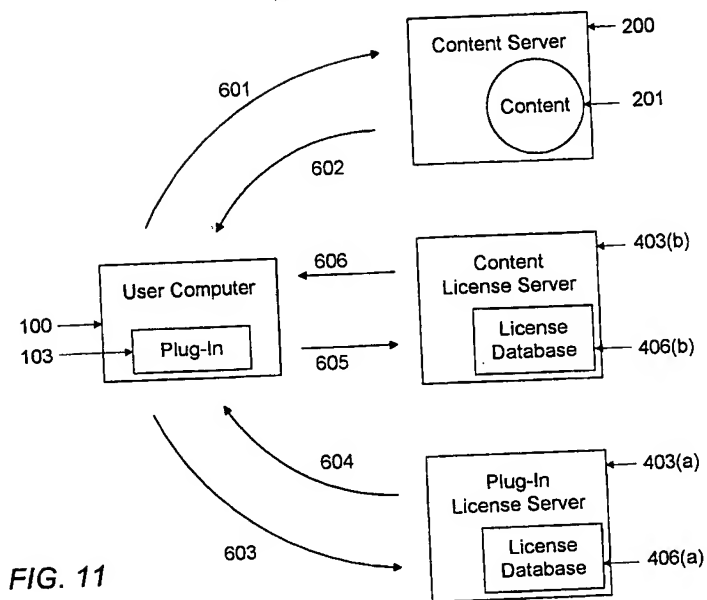 Content Server
200
Content
201
601
602
User Computer
100
Plug-In
103
606
605
Content
License Server
403(b)
License
Database
406(b)
604
603
Plug-In
License Server
403(a)
License
Database
406(a)
FIG. 11